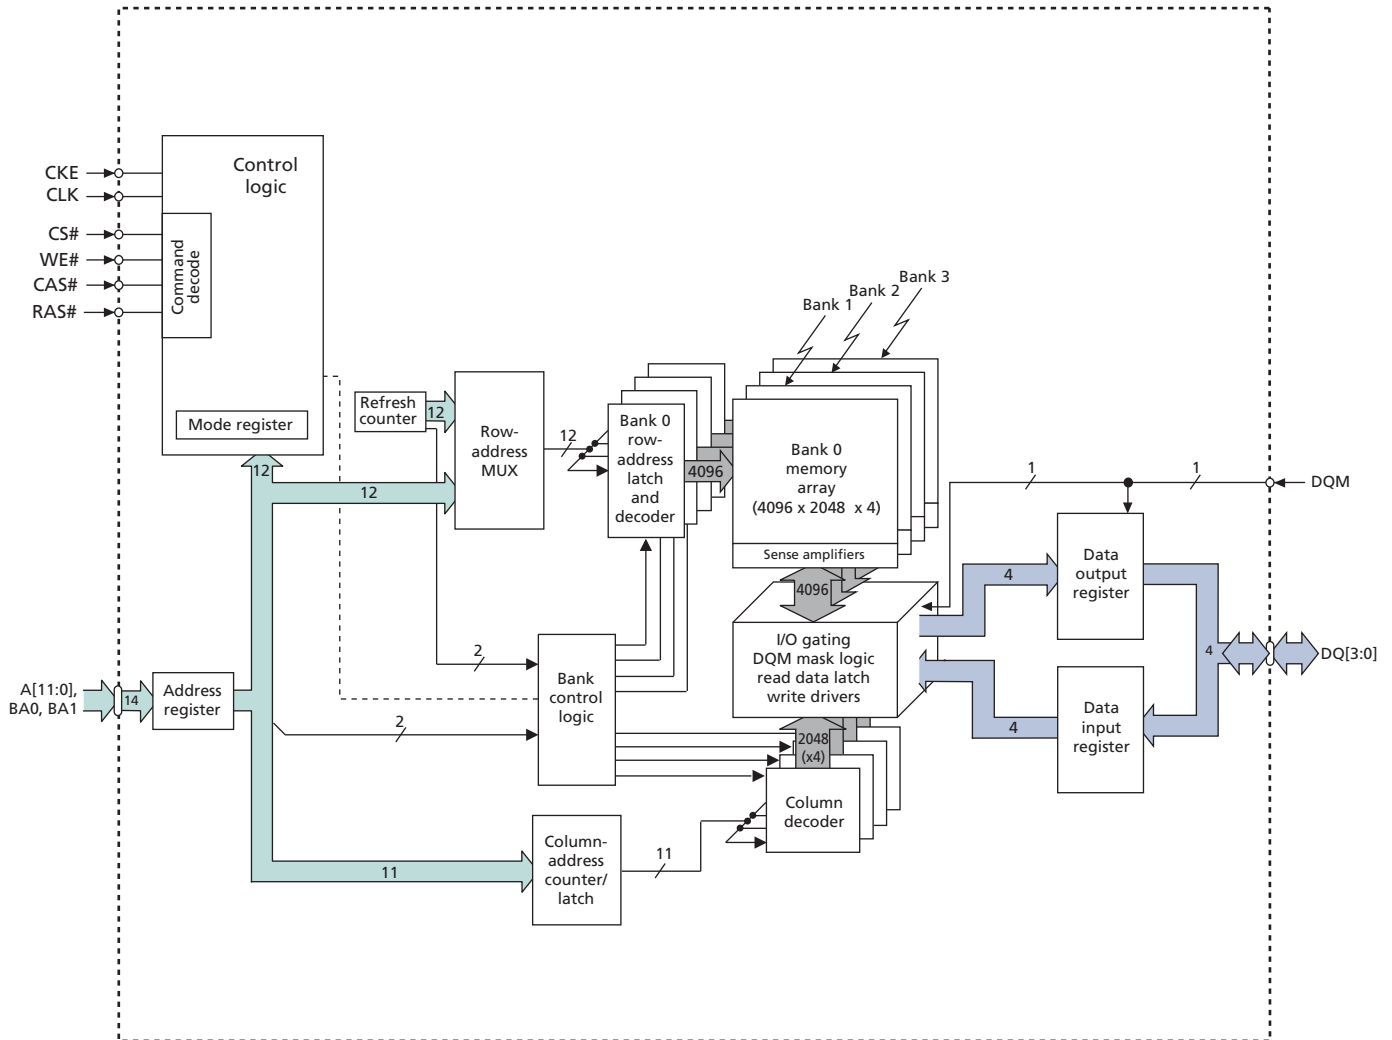 Control
logic
CKE
CLK
CS#
WE#
CAS#
RAS#
Command
decode
Mode register
12
Bank 1
Bank 2
Bank 3
Refresh
counter
12
Row-
address
MUX
12
12
Bank 0
row-
address
latch
and
decoder
4096
Bank 0
memory
array
(4096 x 2048 x 4)
Sense amplifiers
4096
1
1
DQM
Data
output
register
4
I/O gating
DQM mask logic
read data latch
write drivers
4
DQ[3:0]
Data
input
register
4
A[11:0],
BA0, BA1
14
Address
register
2
2
Bank
control
logic
2048
(x4)
Column
decoder
Column-
address
counter/
latch
11
11